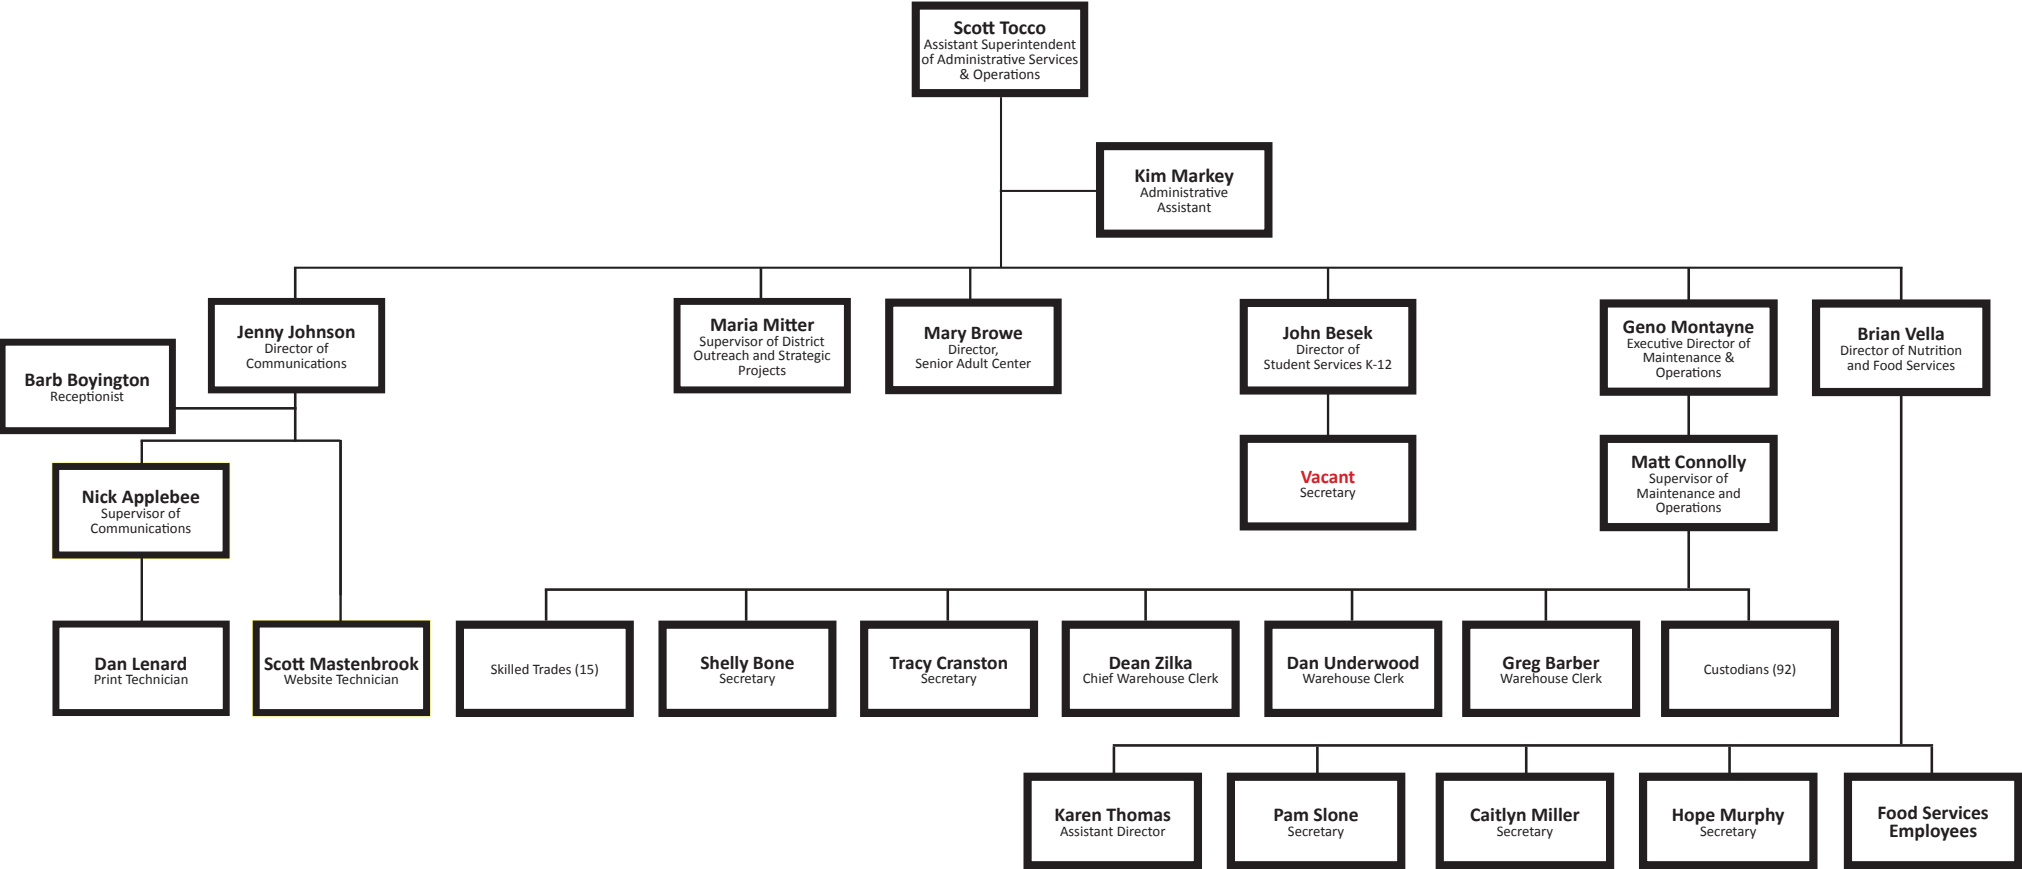 Scott Tocco
Assistant Superintendent
of Administrative Services
& Operations
Kim Markey
Administrative
Assistant
Jenny Johnson
Director of
Communications
Maria Mitter
Supervisor of District
Outreach and Strategic
Projects
Mary Browe
Director,
Senior Adult Center
John Besek
Director of
Student Services K-12
Geno Montayne
Executive Director of
Maintenance &
Operations
Brian Vella
Director of Nutrition
and Food Services
Barb Boyington
Receptionist
Nick Applebee
Supervisor of
Communications
Vacant
Secretary
Matt Connolly
Supervisor of
Maintenance and
Operations
Dan Lenard
Print Technician
Scott Mastenbrook
Website Technician
Skilled Trades (15)
Shelly Bone
Secretary
Tracy Cranston
Secretary
Dean Zilka
Chief Warehouse Clerk
Dan Underwood
Warehouse Clerk
Greg Barber
Warehouse Clerk
Custodians (92)
Karen Thomas
Assistant Director
Pam Slone
Secretary
Caitlyn Miller
Secretary
Hope Murphy
Secretary
Food Services
Employees